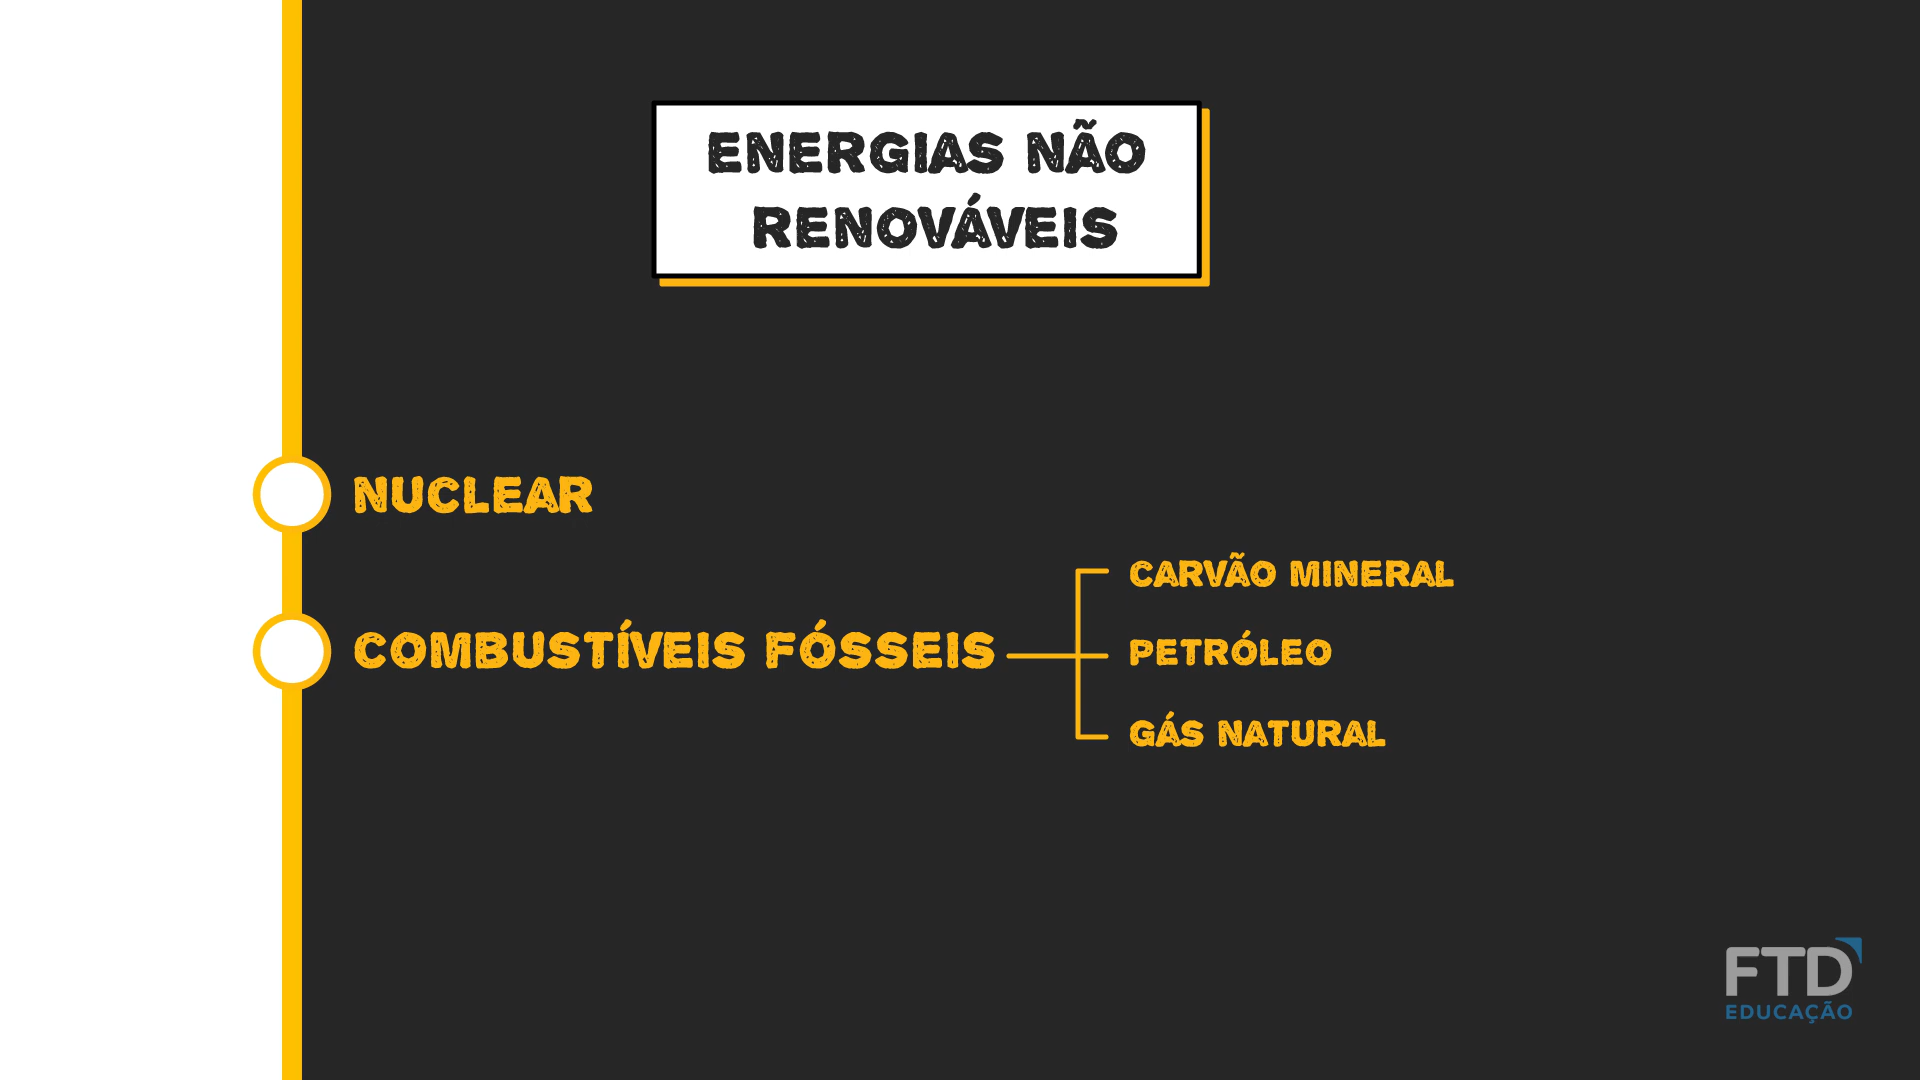 ENERGIAS NÃO
RENOVÁVEIS
NUCLEAR
COMBUSTÍVEIS FÓSSEIS
CARVÃO MINERAL
PETRÓLEO
GÁS NATURAL
FTD
EDUCAÇÃO